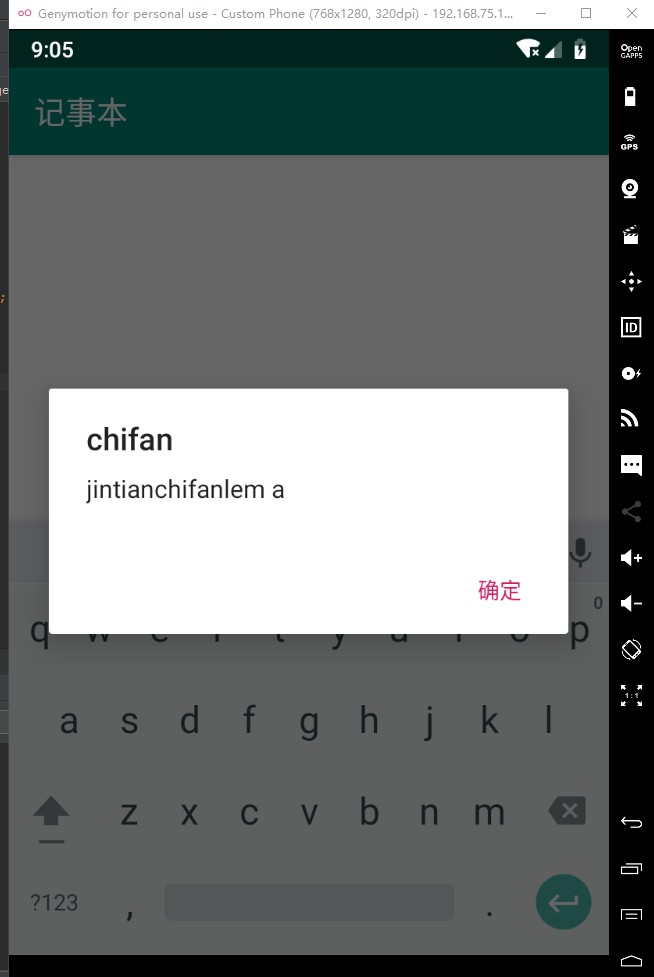 Genymotion for personal use - Custom Phone (768x1280, 320dpi) - 192.168.75.1...
9:05
Open
GAPPS
记事本
GPS
ID
chifan
jintianchifanlem a
确定
0
q w e r t y u i o p
a s d f g h j k l
1:1
z x c v b n m
?123 , .